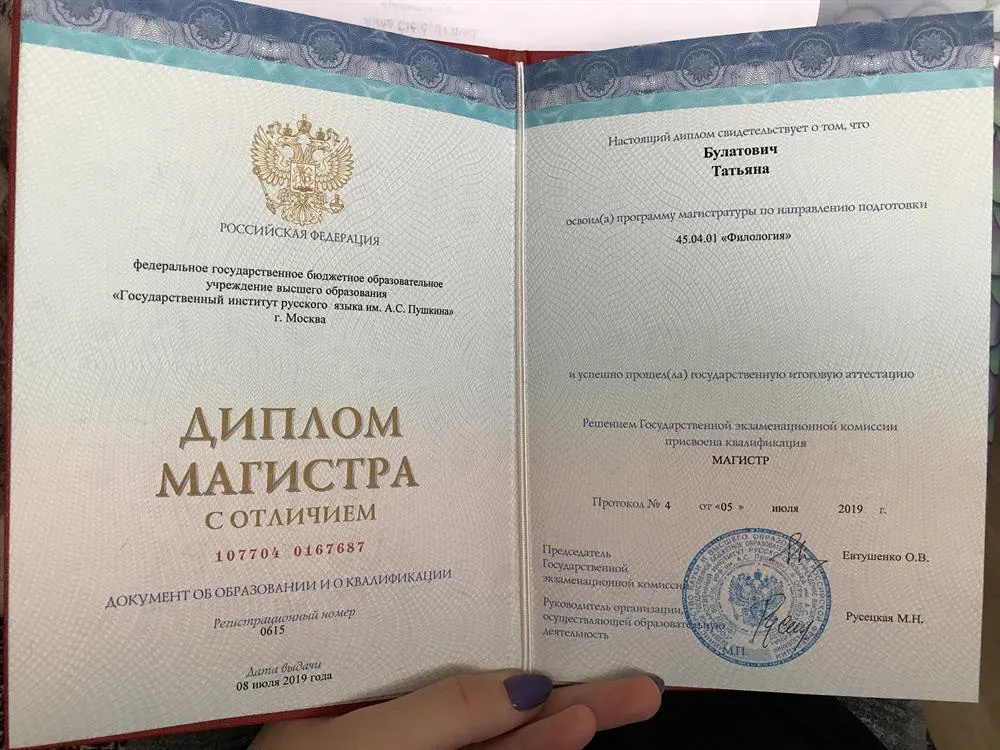 РОССИЙСКАЯ ФЕДЕРАЦИЯ
федеральное государственное бюджетное образовательное
учреждение высшего образования
«Государственный институт русского языка им. А.С. Пушкина»
г. Москва
ДИПЛОМ
МАГИСТРА
С ОТЛИЧИЕМ
107704 0167687
ДОКУМЕНТ ОБ ОБРАЗОВАНИИ И О КВАЛИФИКАЦИИ
Регистрационный номер
0615
Дата выдачи
08 июля 2019 года
Настоящий диплом свидетельствует о том, что
Булатович
Татьяна
освоил(а) программу магистратуры по направлению подготовки
45.04.01 «Филология»
и успешно прошел(ла) государственную итоговую аттестацию
Решением Государственной экзаменационной комиссии
присвоена квалификация
МАГИСТР
Протокол № 4 от «05 » июля 2019 г.
Председатель
Государственной
экзаменационной комиссии
Евтушенко О.В.
Руководитель организации,
осуществляющей образовательную
деятельность
Русецкая М.Н.
М.П.